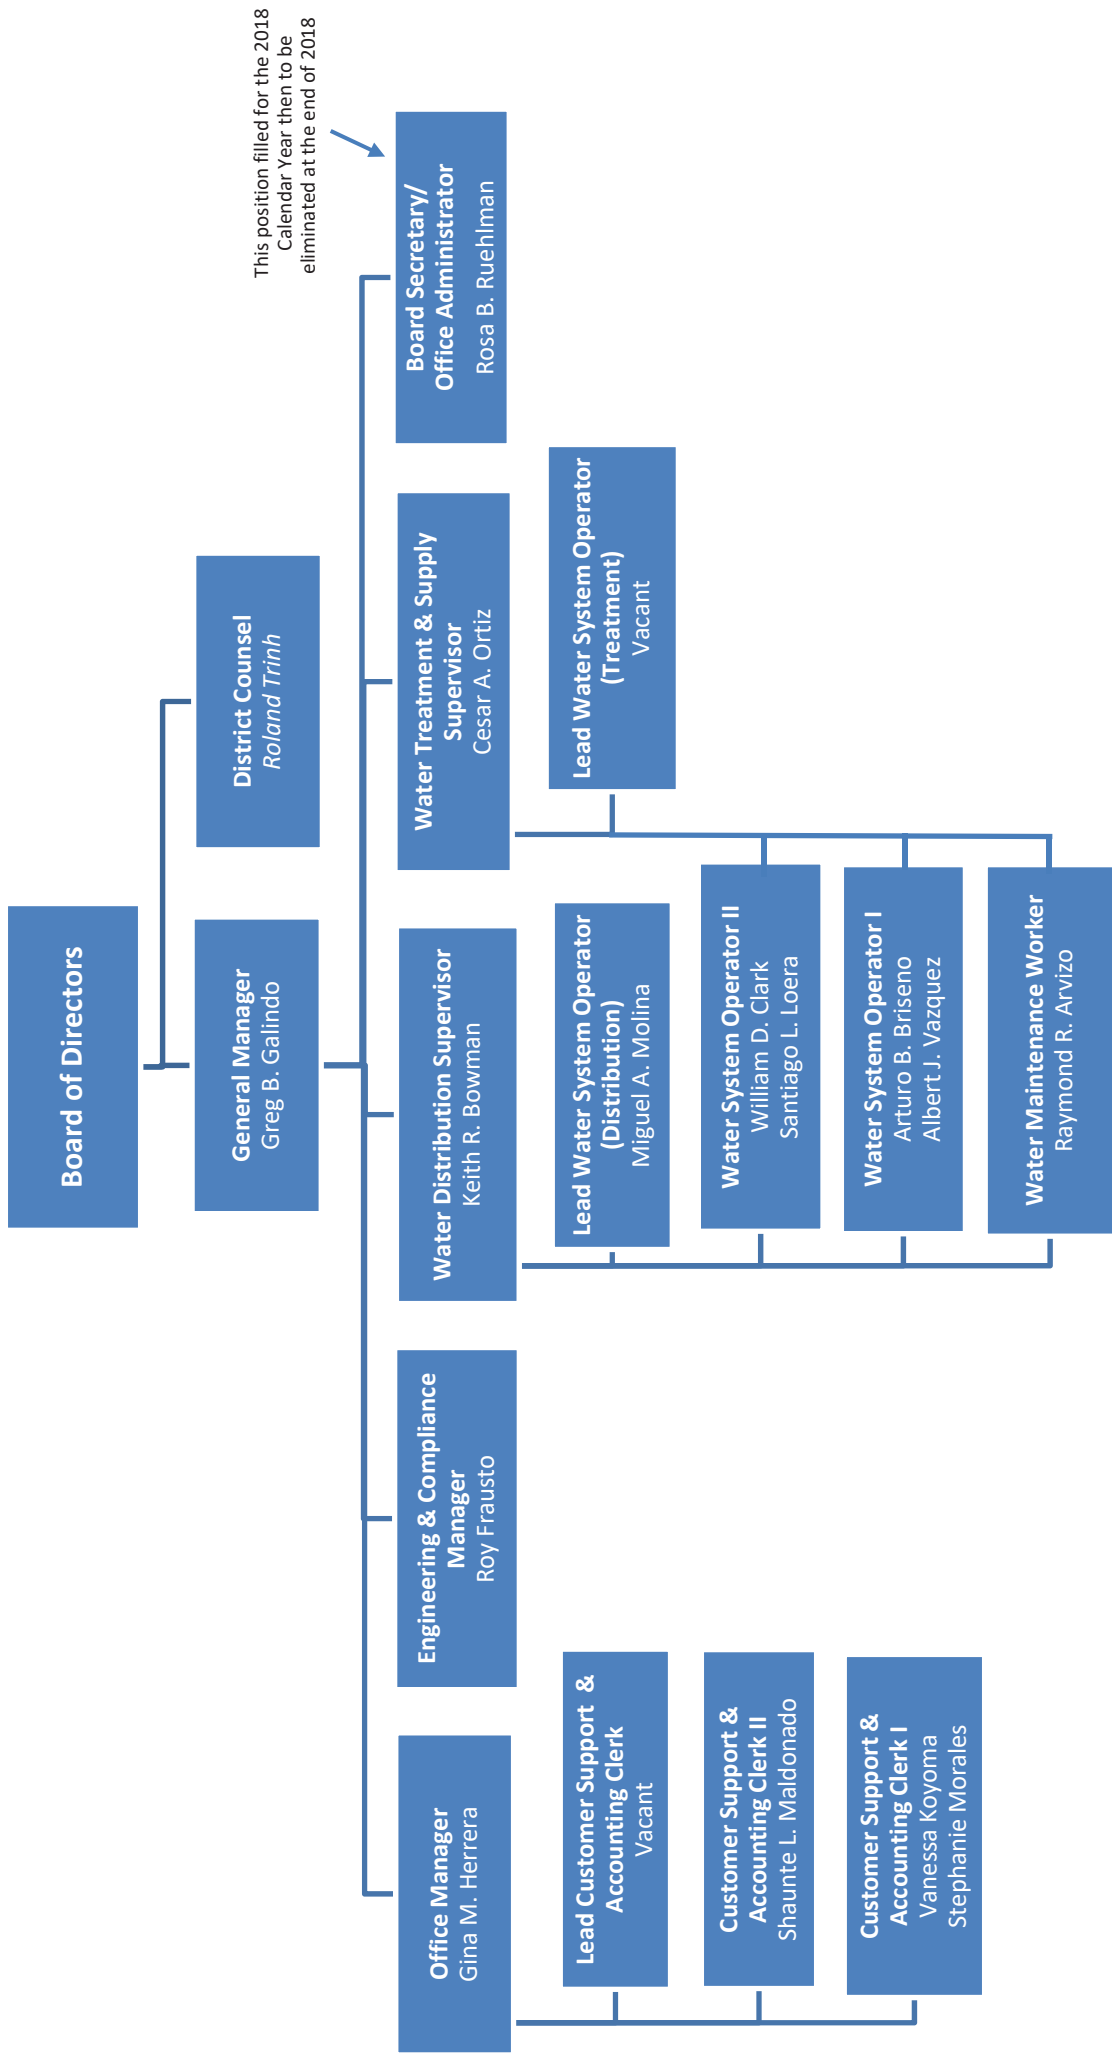 Board of Directors
General Manager
Greg B. Galindo
District Counsel
Roland Trinh
This position filled for the 2018
Calendar Year then to be
eliminated at the end of 2018
Office Manager
Gina M. Herrera
Engineering & Compliance
Manager
Roy Frausto
Water Distribution Supervisor
Keith R. Bowman
Water Treatment & Supply
Supervisor
Cesar A. Ortiz
Board Secretary/
Office Administrator
Rosa B. Ruehlman
Lead Customer Support &
Accounting Clerk
Vacant
Customer Support &
Accounting Clerk II
Shaunte L. Maldonado
Customer Support &
Accounting Clerk I
Vanessa Koyoma
Stephanie Morales
Lead Water System Operator
(Distribution)
Miguel A. Molina
Lead Water System Operator
(Treatment)
Vacant
Water System Operator II
William D. Clark
Santiago L. Loera
Water System Operator I
Arturo B. Briseno
Albert J. Vazquez
Water Maintenance Worker
Raymond R. Arvizo